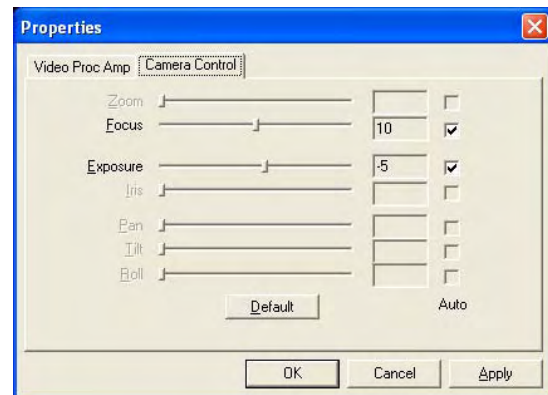 Properties
Video Proc Amp Camera Control
Zoom
Focus 10
Exposure -5
Iris
Pan
Tilt
Roll
Default Auto
OK Cancel Apply